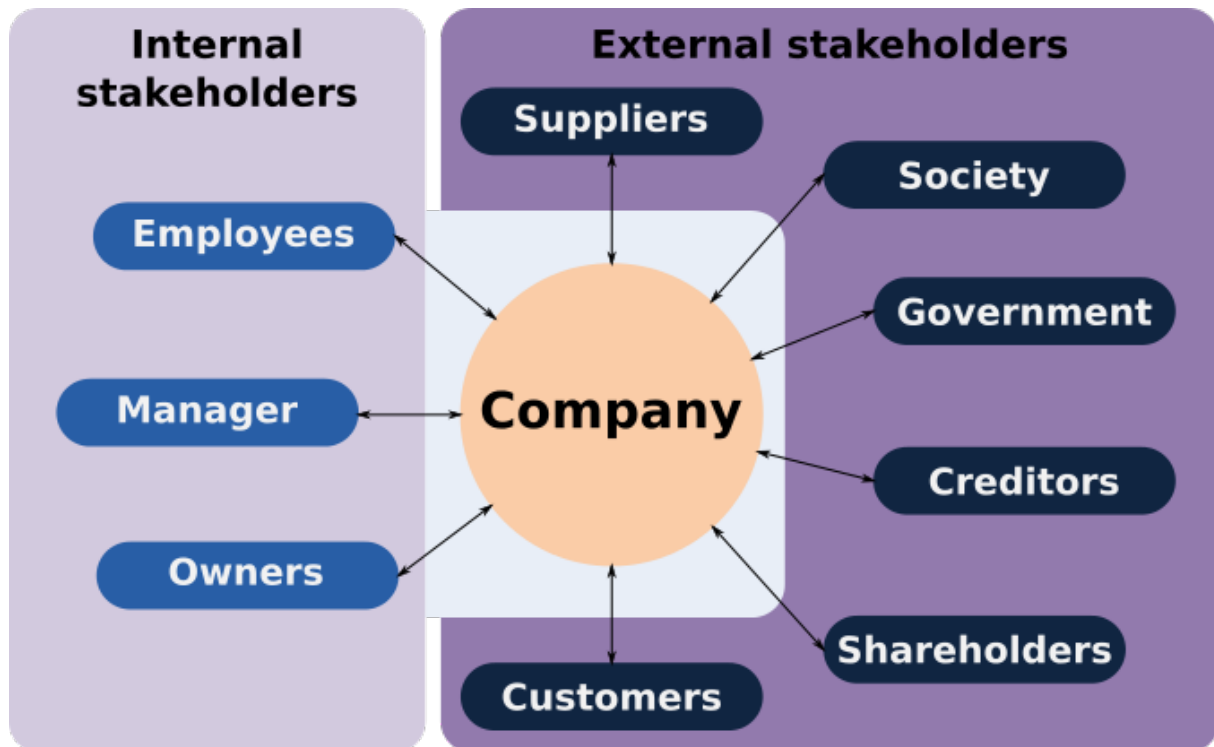 Internal
stakeholders
Employees
Manager
Owners
External stakeholders
Suppliers
Society
Government
Company
Creditors
Shareholders
Customers